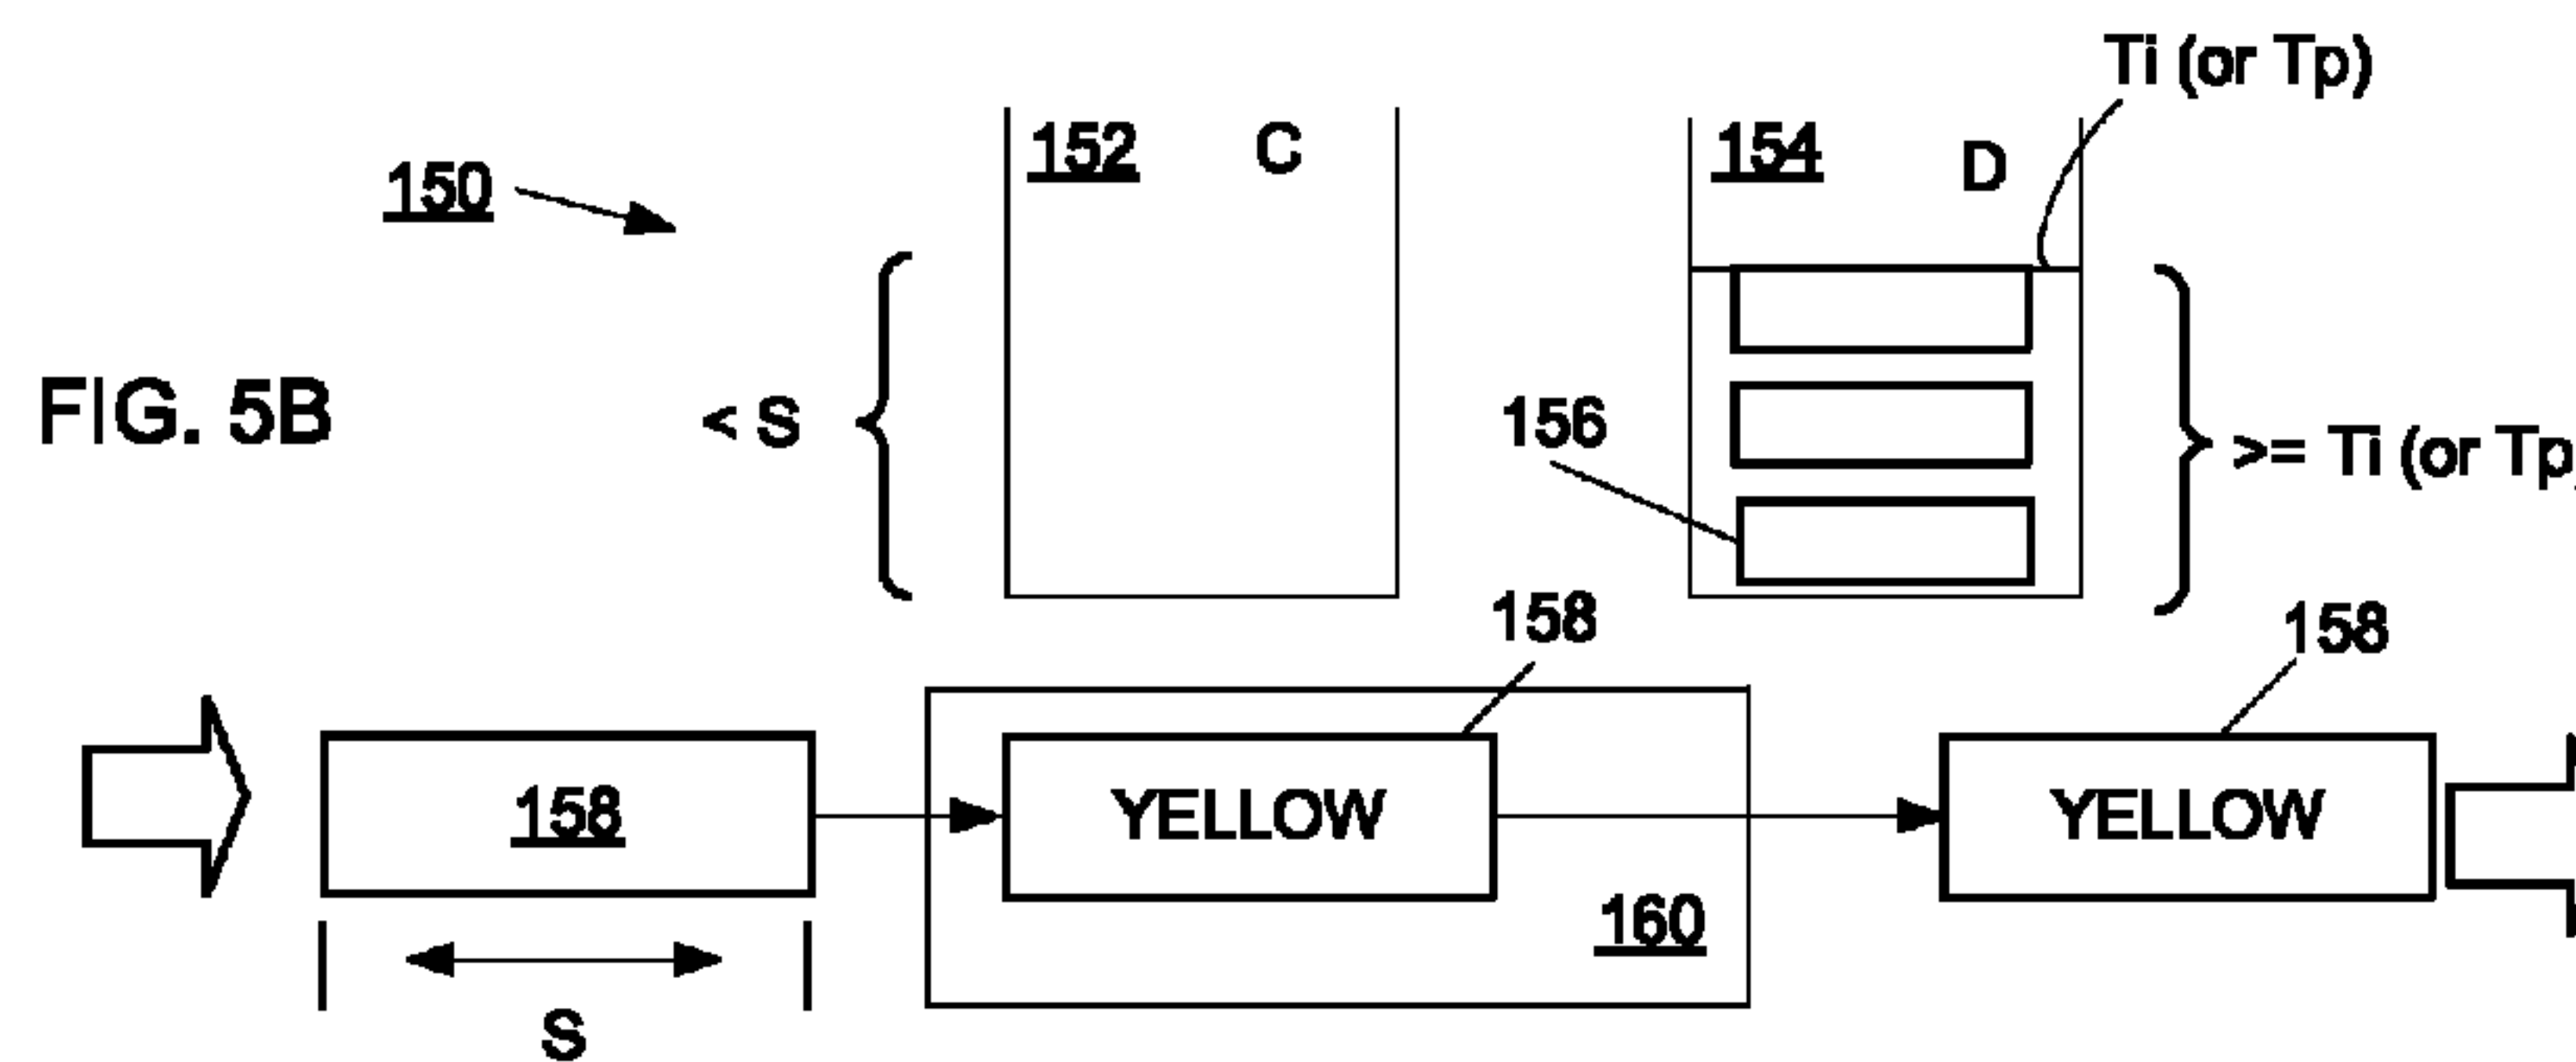 Ti (or Tp)
150
152 C
154 D
FIG. 5B
< S
156
>= Ti (or Tp)
158
158
158
YELLOW
YELLOW
160
S